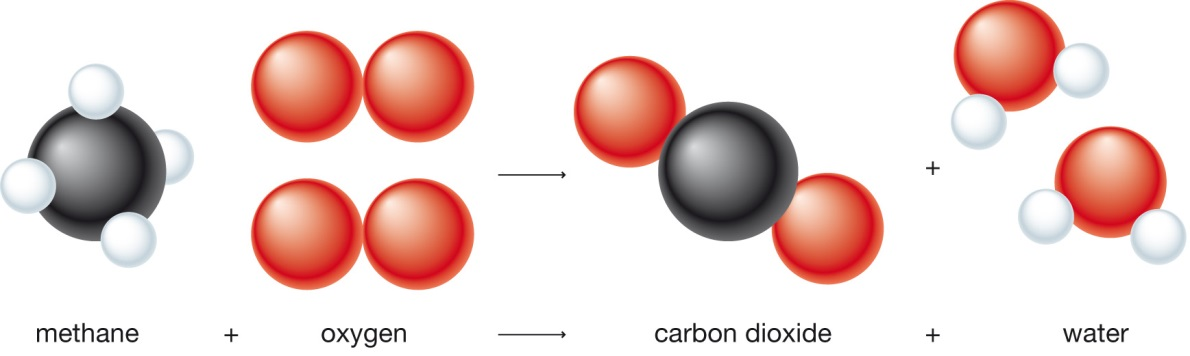 → +
methane + oxygen → carbon dioxide + water